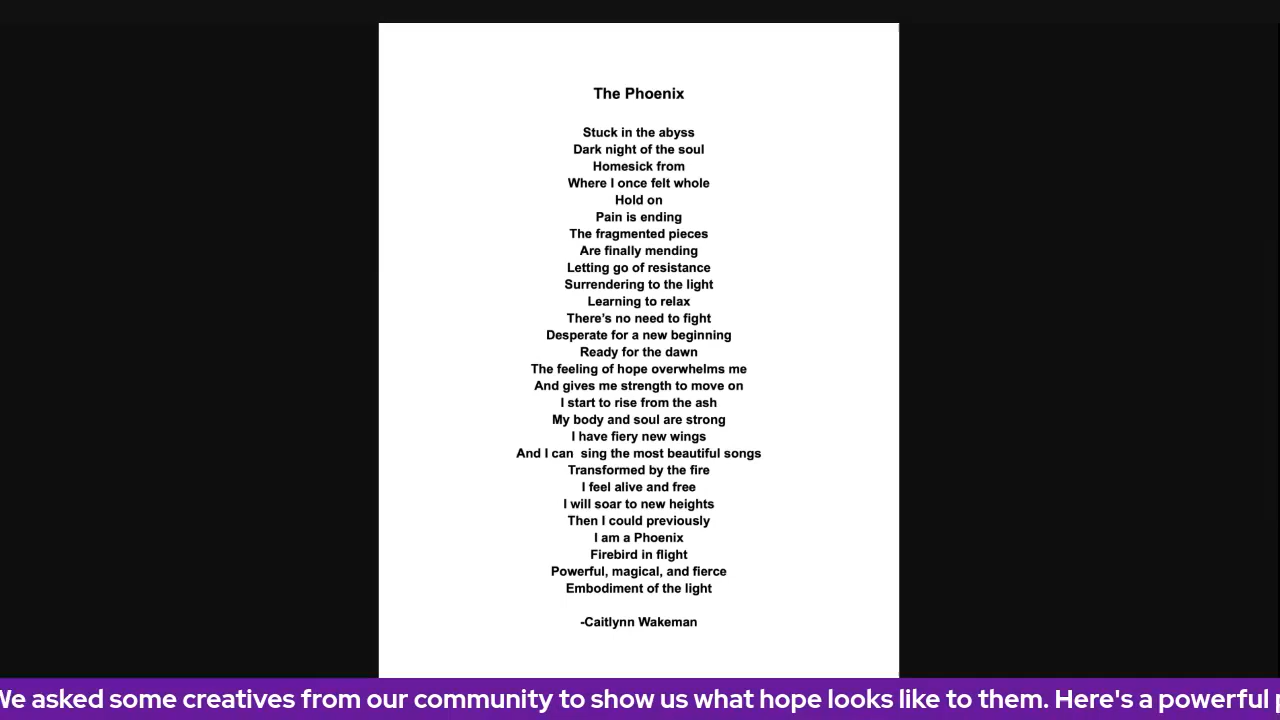 The Phoenix
Stuck in the abyss
Dark night of the soul
Homesick from
Where I once felt whole
Hold on
Pain is ending
The fragmented pieces
Are finally mending
Letting go of resistance
Surrendering to the light
Learning to relax
There's no need to fight
Desperate for a new beginning
Ready for the dawn
The feeling of hope overwhelms me
And gives me strength to move on
I start to rise from the ash
My body and soul are strong
I have fiery new wings
And I can  sing the most beautiful songs
Transformed by the fire
I feel alive and free
I will soar to new heights
Then I could previously
I am a Phoenix
Firebird in flight
Powerful, magical, and fierce
Embodiment of the light
-Caitlynn Wakeman
We asked some creatives from our community to show us what hope looks like to them. Here's a powerful